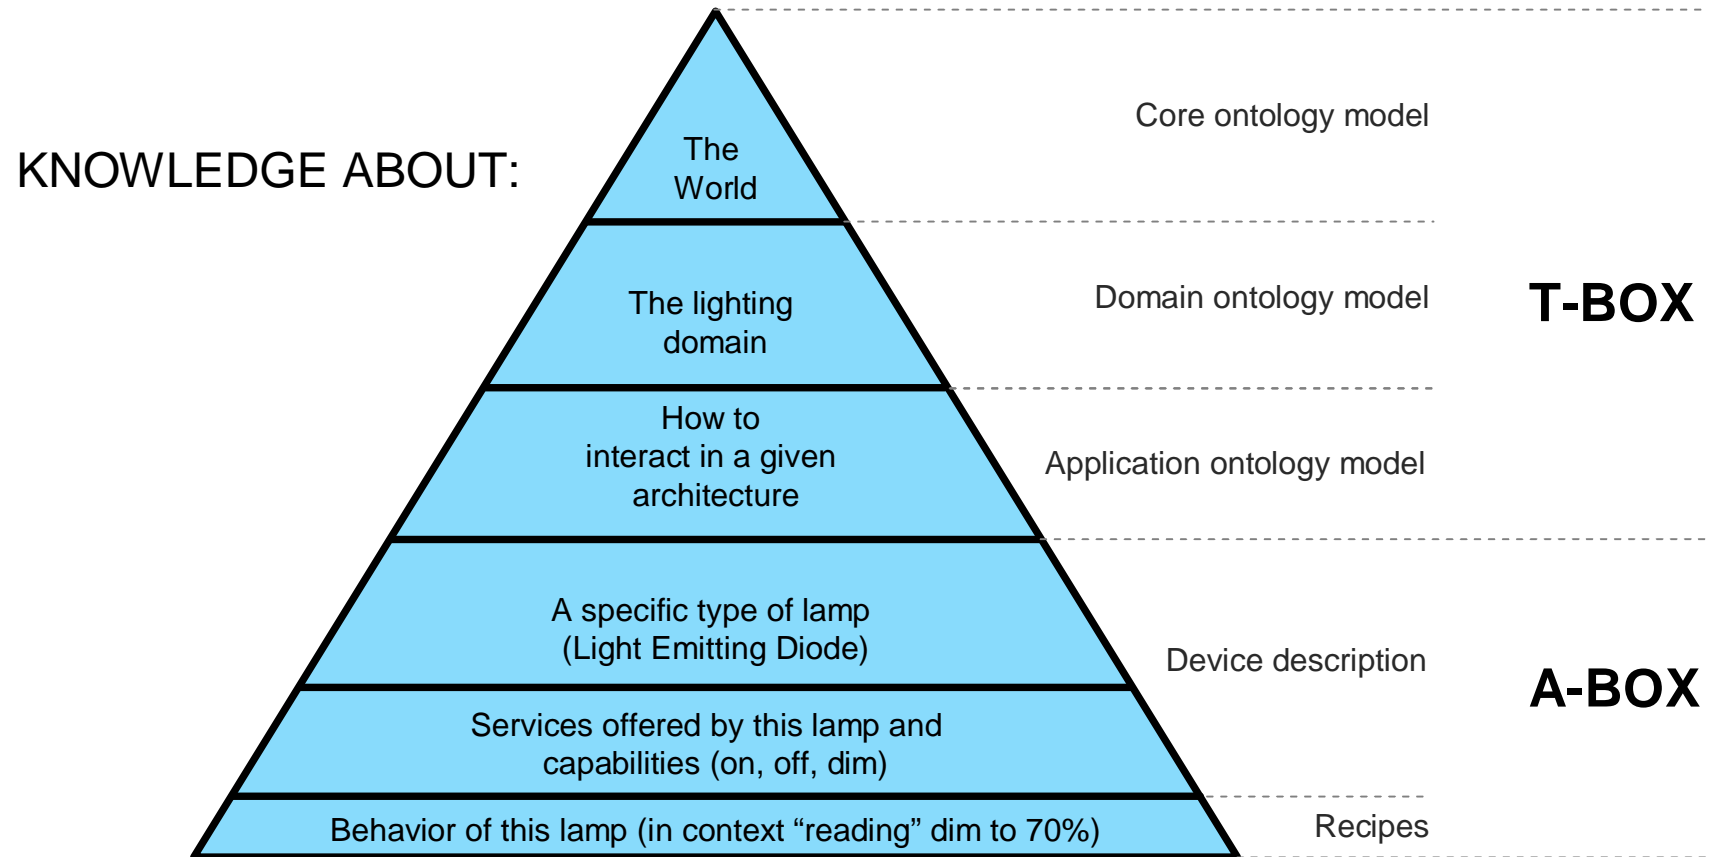 KNOWLEDGE ABOUT:
The
World
Core ontology model
The lighting
domain
Domain ontology model
T-BOX
How to
interact in a given
architecture
Application ontology model
A specific type of lamp
(Light Emitting Diode)
Device description
A-BOX
Services offered by this lamp and
capabilities (on, off, dim)
Behavior of this lamp (in context “reading” dim to 70%)
Recipes